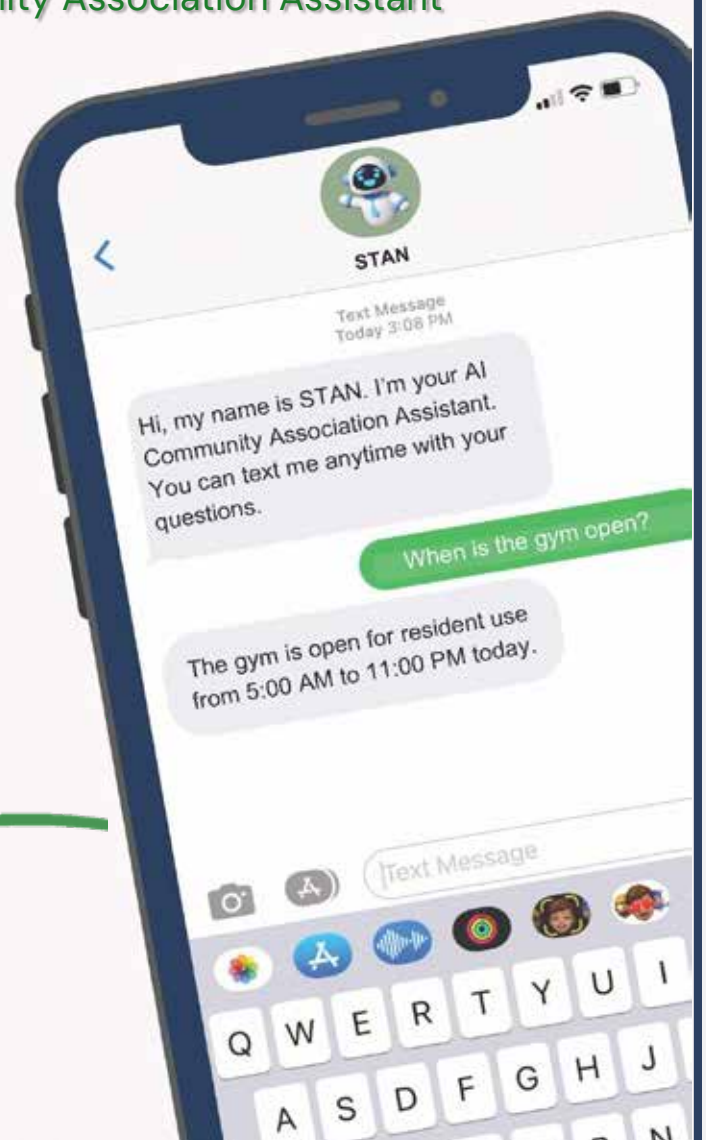 Community Association Assistant
STAN
Text Message
Today 3:08 PM
Hi, my name is STAN. I'm your AI
Community Association Assistant.
You can text me anytime with your
questions.
When is the gym open?
The gym is open for resident use
from 5:00 AM to 11:00 PM today.
Text Message
Q W E R T Y U I
A S D F G H J
N